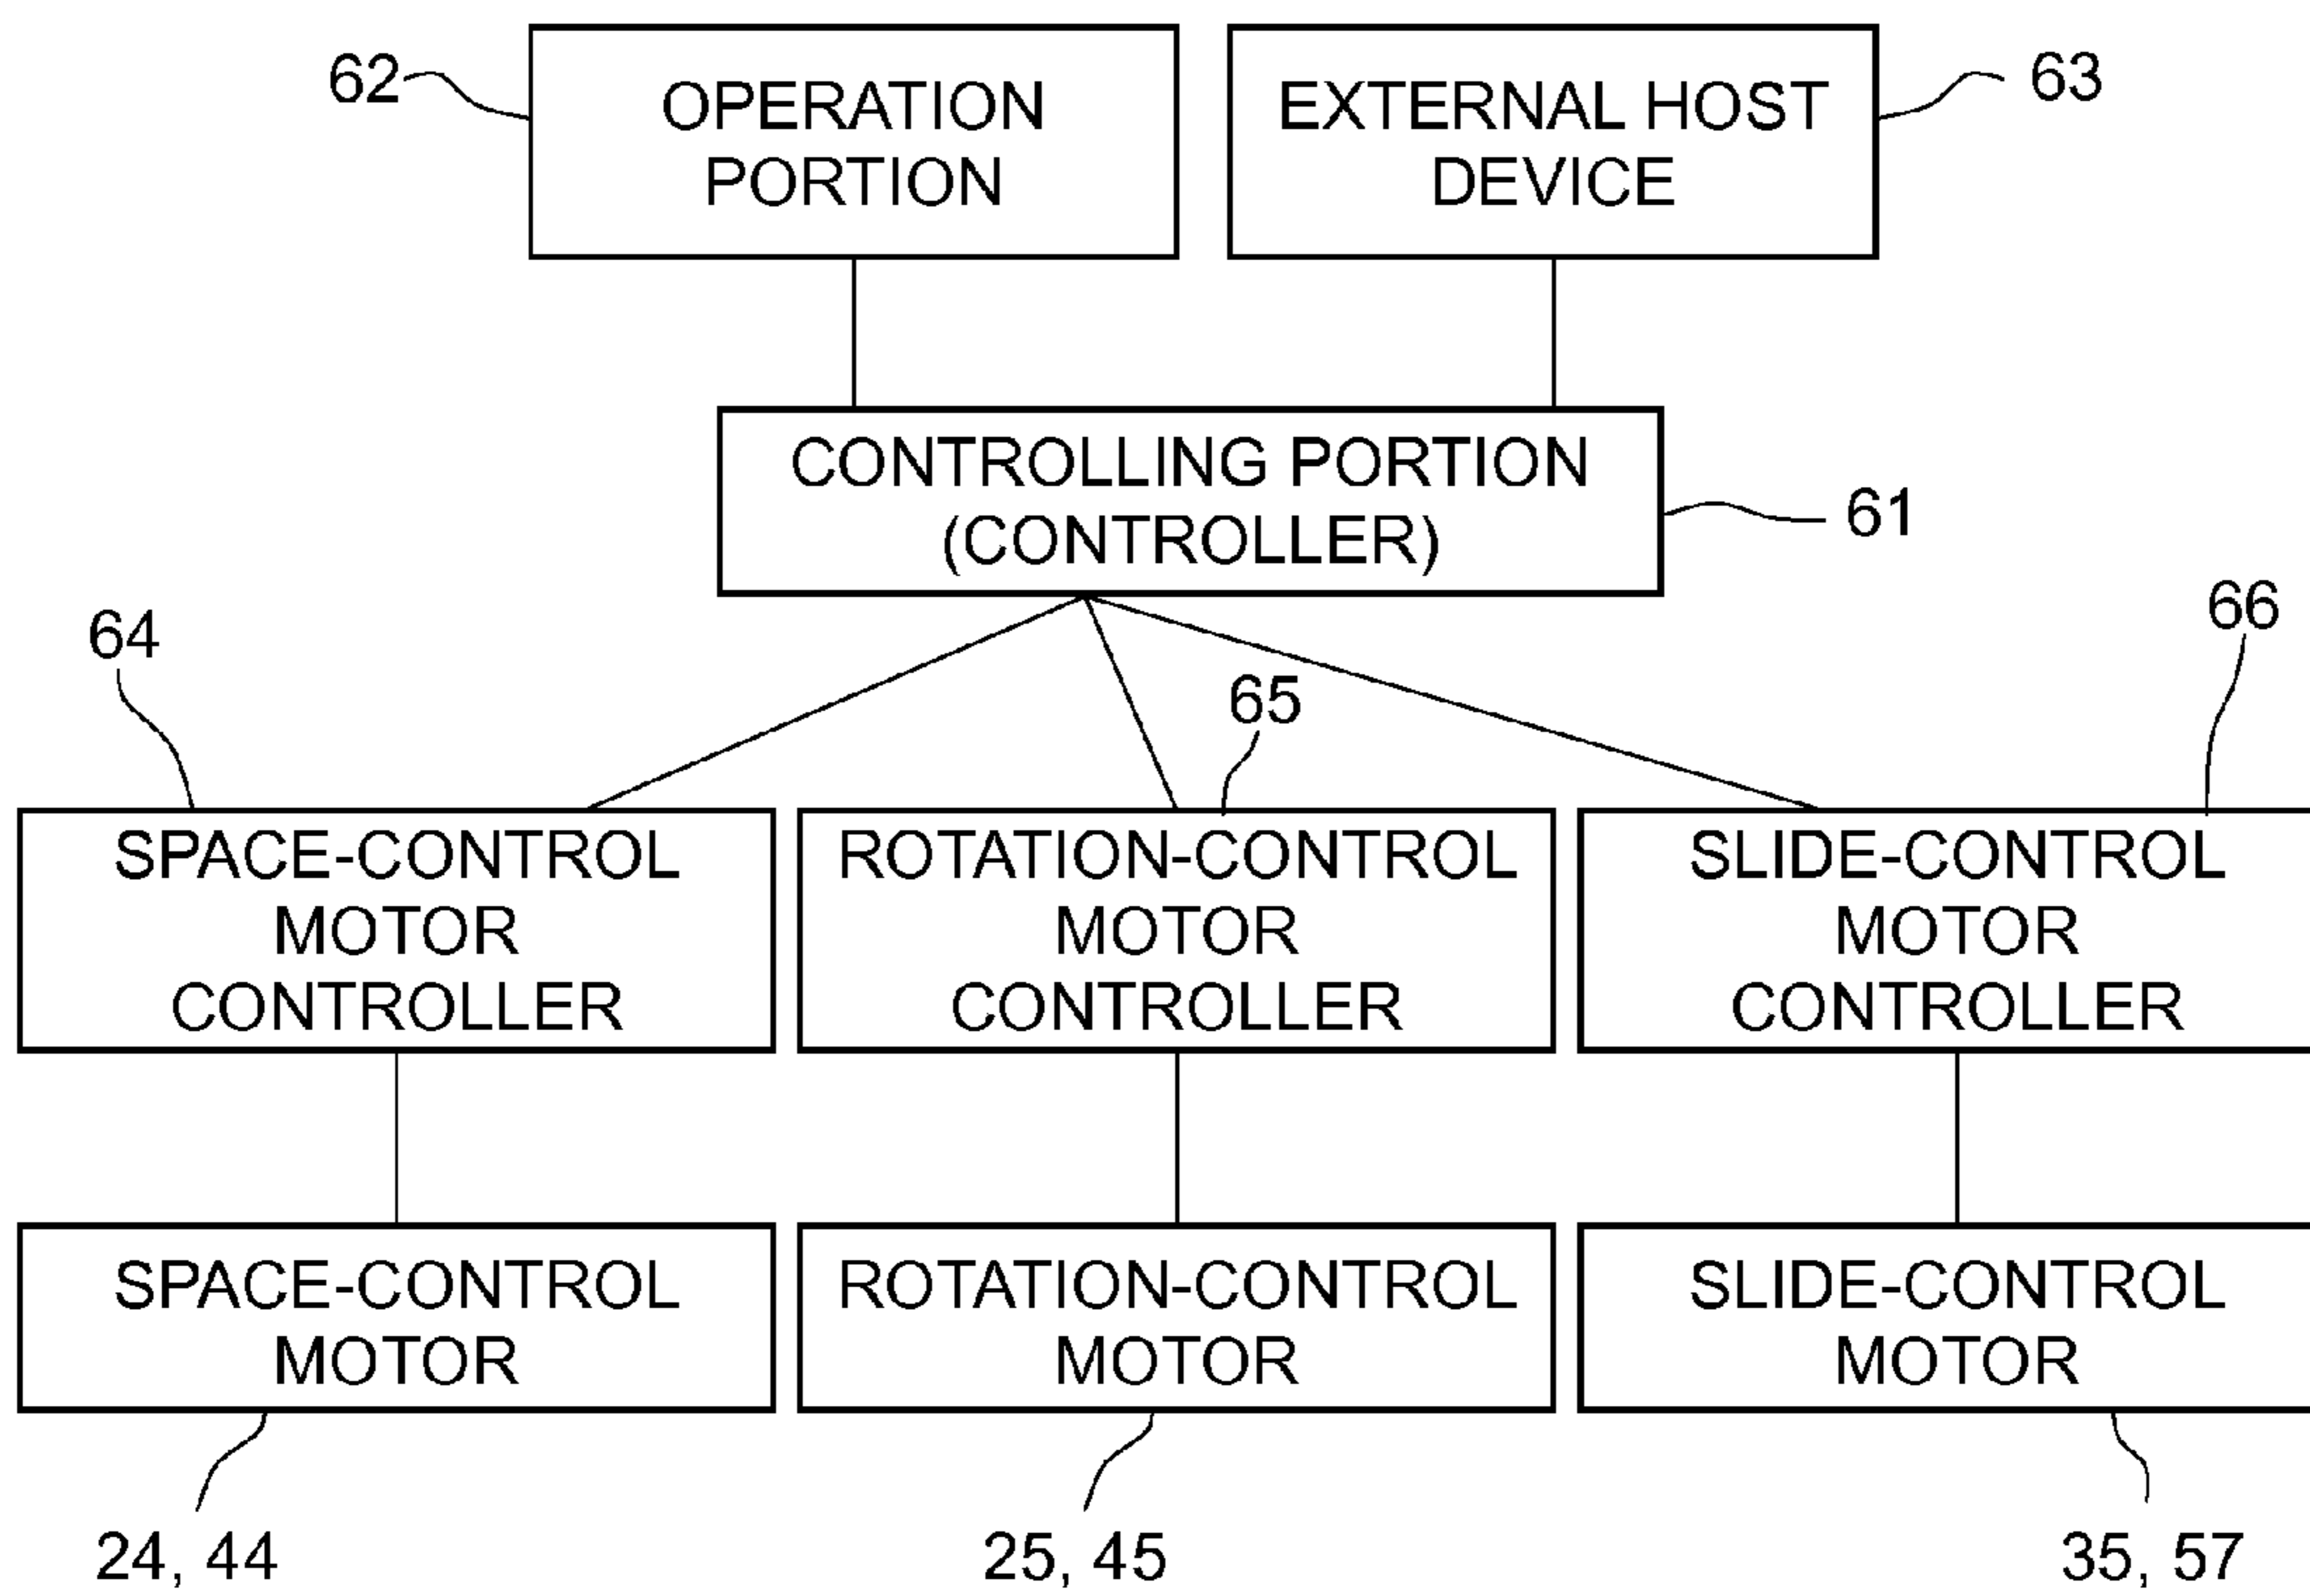 62
OPERATION
PORTION
EXTERNAL HOST
DEVICE
63
CONTROLLING PORTION
(CONTROLLER)
61
64
65
66
SPACE-CONTROL
MOTOR
CONTROLLER
ROTATION-CONTROL
MOTOR
CONTROLLER
SLIDE-CONTROL
MOTOR
CONTROLLER
SPACE-CONTROL
MOTOR
ROTATION-CONTROL
MOTOR
SLIDE-CONTROL
MOTOR
24, 44
25, 45
35, 57